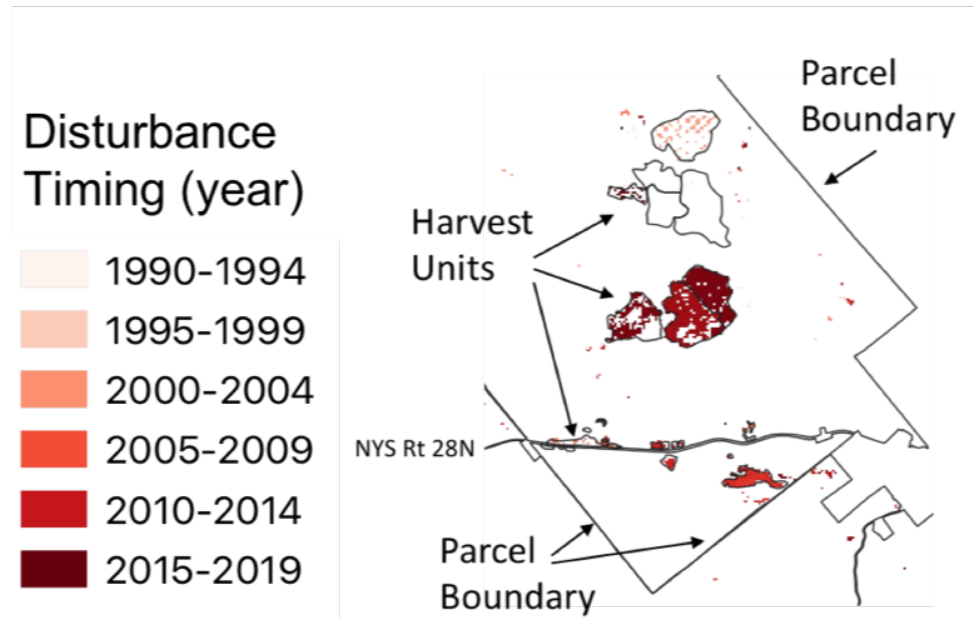 Disturbance
Timing (year)
1990-1994
1995-1999
2000-2004
2005-2009
2010-2014
2015-2019
Parcel
Boundary
Harvest
Units
NYS Rt 28N
Parcel
Boundary